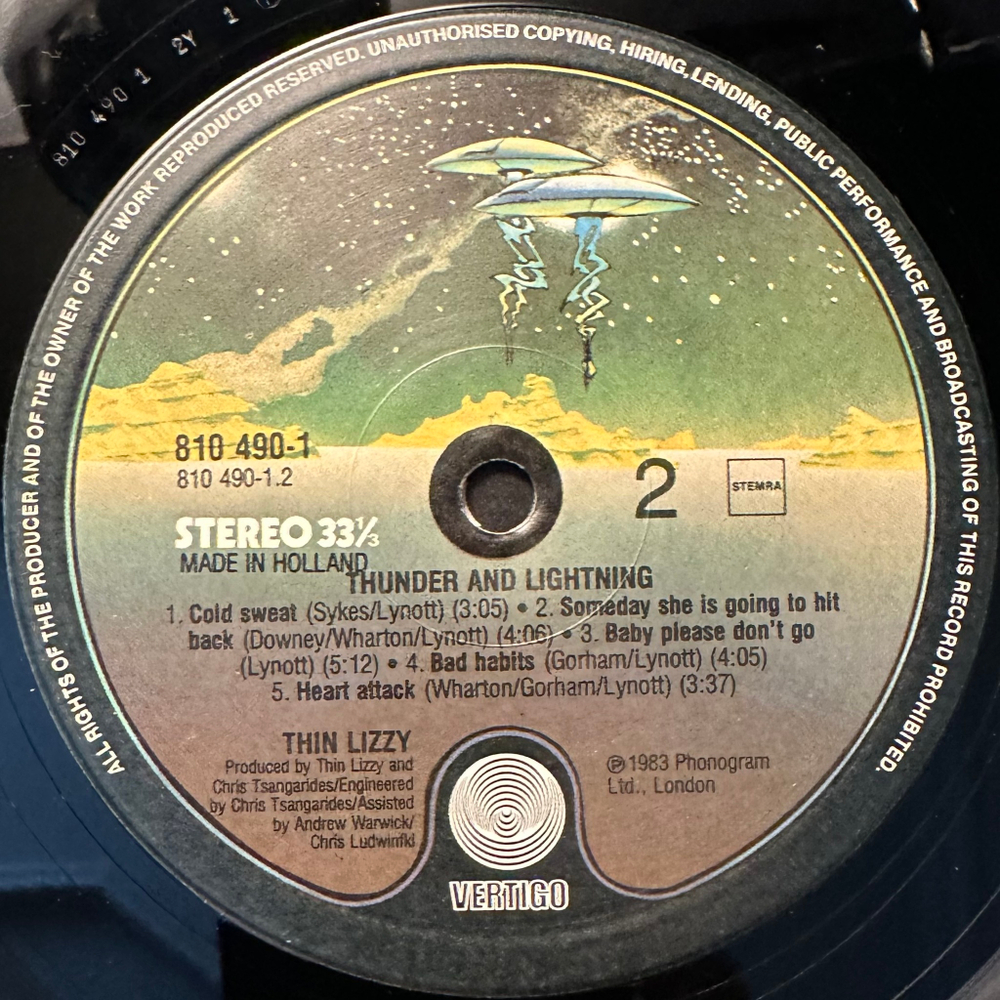 810 490 1 2Y 1
ALL RIGHTS OF THE PRODUCER AND OF THE OWNER OF THE WORK REPRODUCED RESERVED. UNAUTHORISED COPYING, HIRING, LENDING, PUBLIC PERFORMANCE AND BROADCASTING OF THIS RECORD PROHIBITED.
810 490-1
810 490-1.2
2
STEMRA
STEREO 33⅓
MADE IN HOLLAND
THUNDER AND LIGHTNING
1. Cold sweat (Sykes/Lynott) (3:05) • 2. Someday she is going to hit
back (Downey/Wharton/Lynott) (4:06) • 3. Baby please don't go
(Lynott) (5:12) • 4. Bad habits (Gorham/Lynott) (4:05)
5. Heart attack (Wharton/Gorham/Lynott) (3:37)
THIN LIZZY
Produced by Thin Lizzy and
Chris Tsangarides/Engineered
by Chris Tsangarides/Assisted
by Andrew Warwick/
Chris Ludwinfki
℗ 1983 Phonogram
Ltd., London
VERTIGO